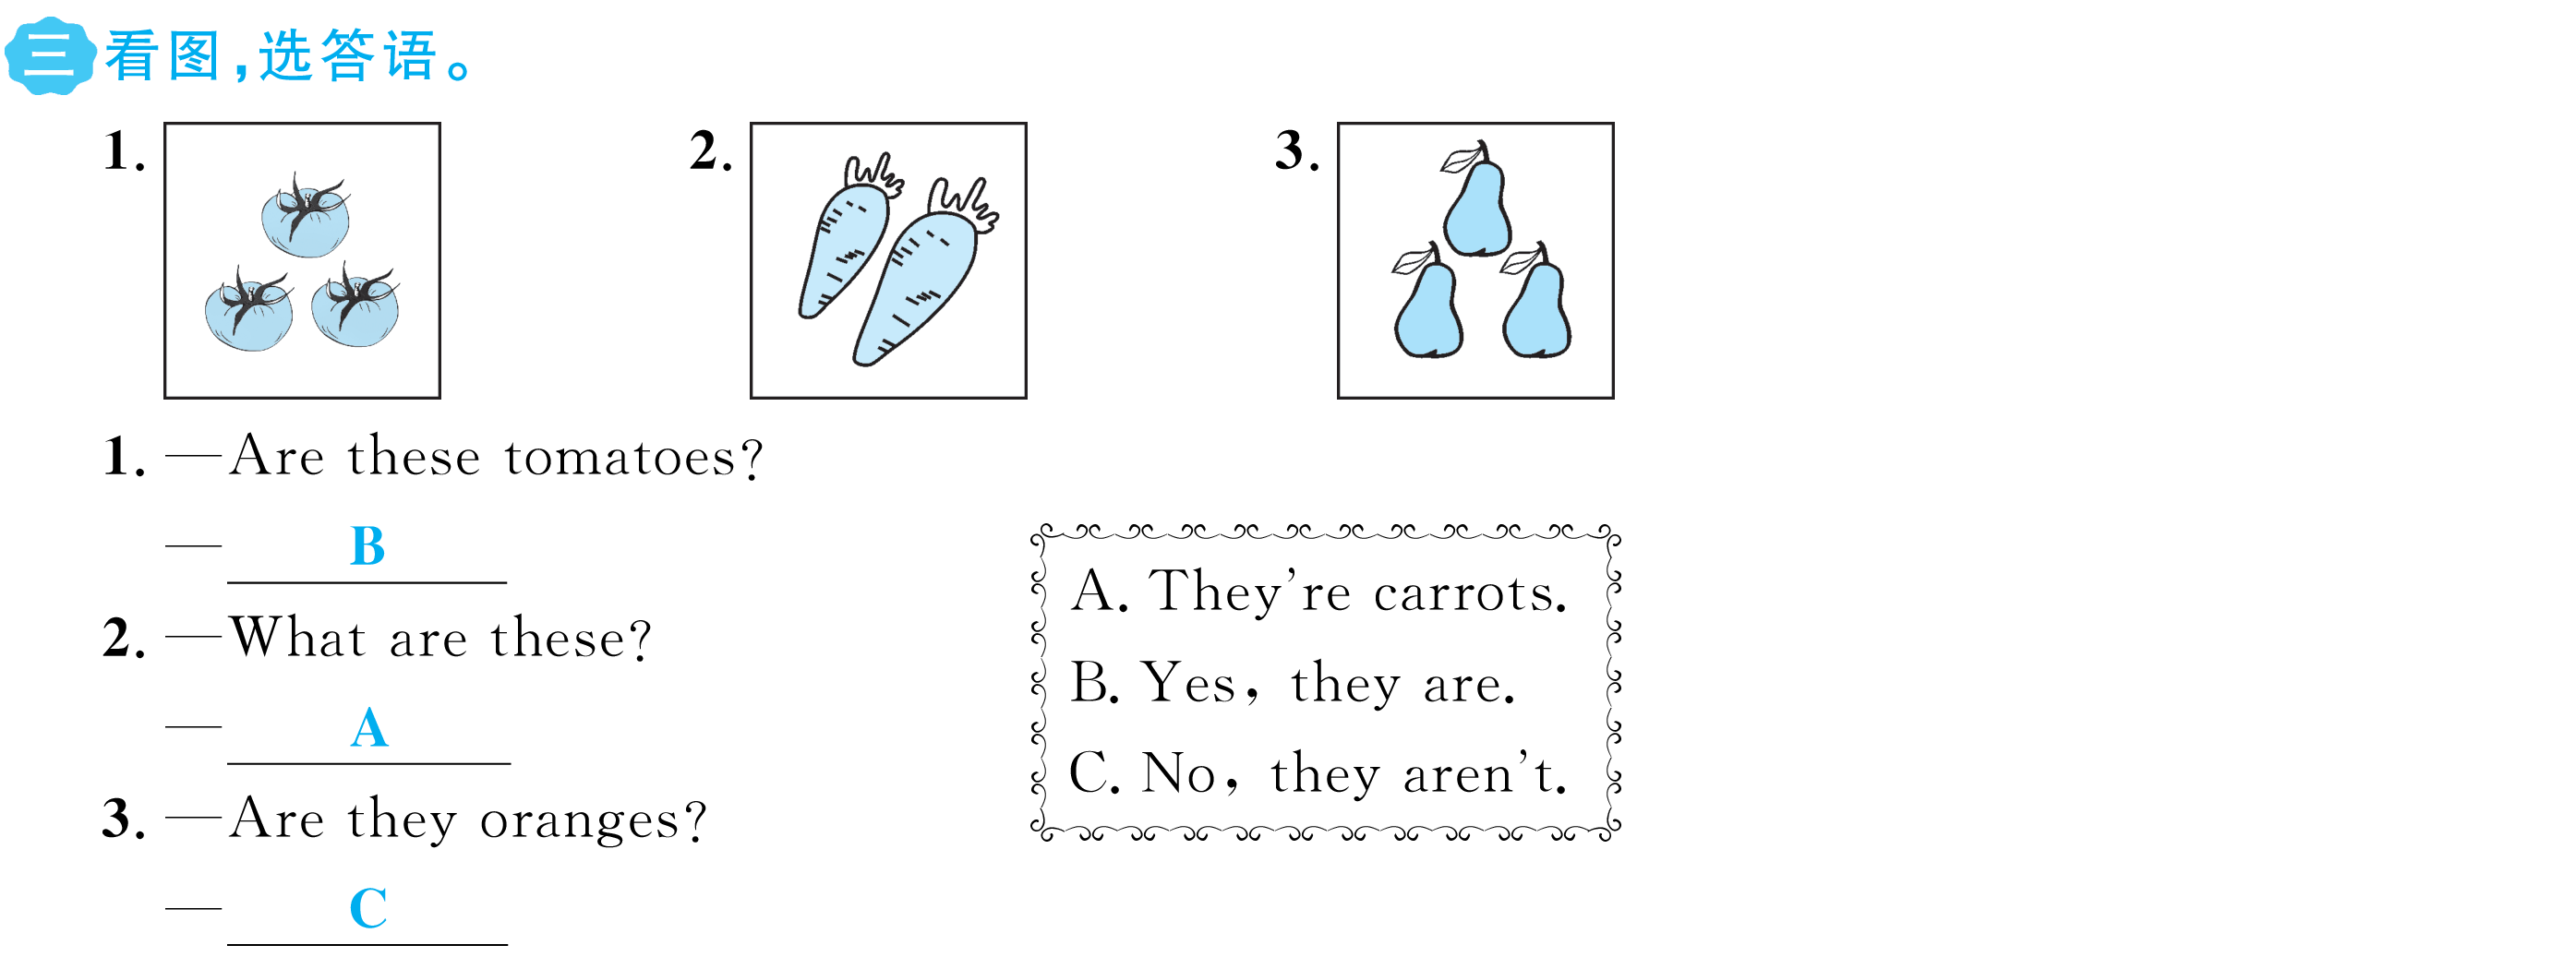 三 看图,选答语。
1. 2. 3.
1. —Are these tomatoes?
— B
2. —What are these?
— A
3. —Are they oranges?
— C
A. They're carrots.
B. Yes, they are.
C. No, they aren't.